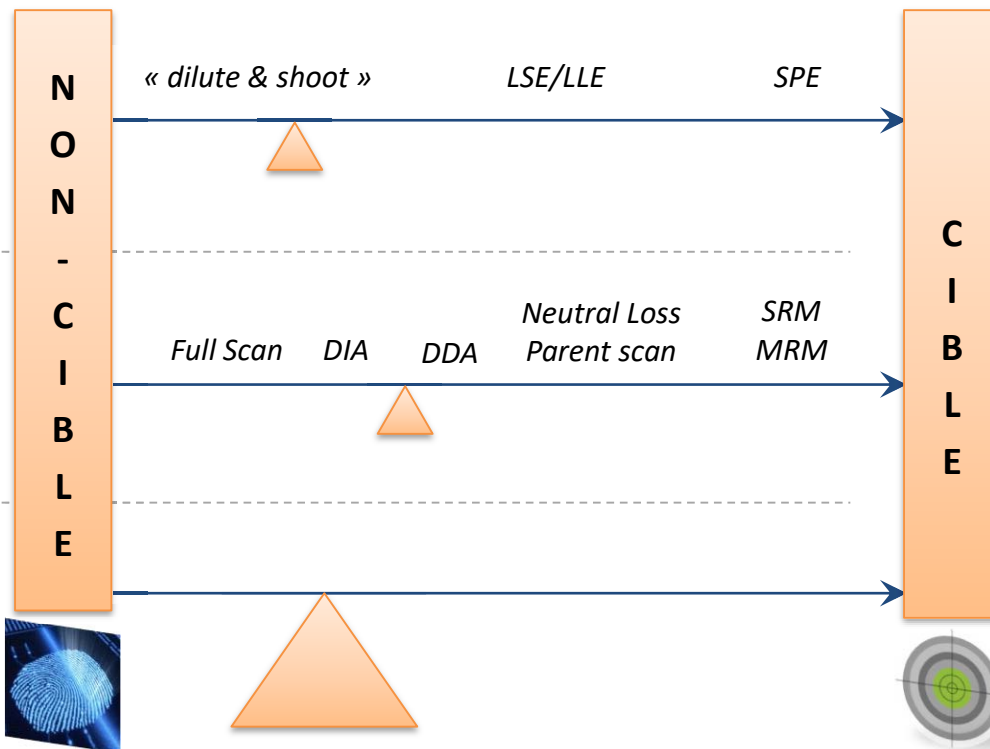 NON-CIBLE
« dilute & shoot » LSE/LLE SPE
Full Scan DIA DDA Neutral Loss SRM
Parent scan MRM
CIBLE